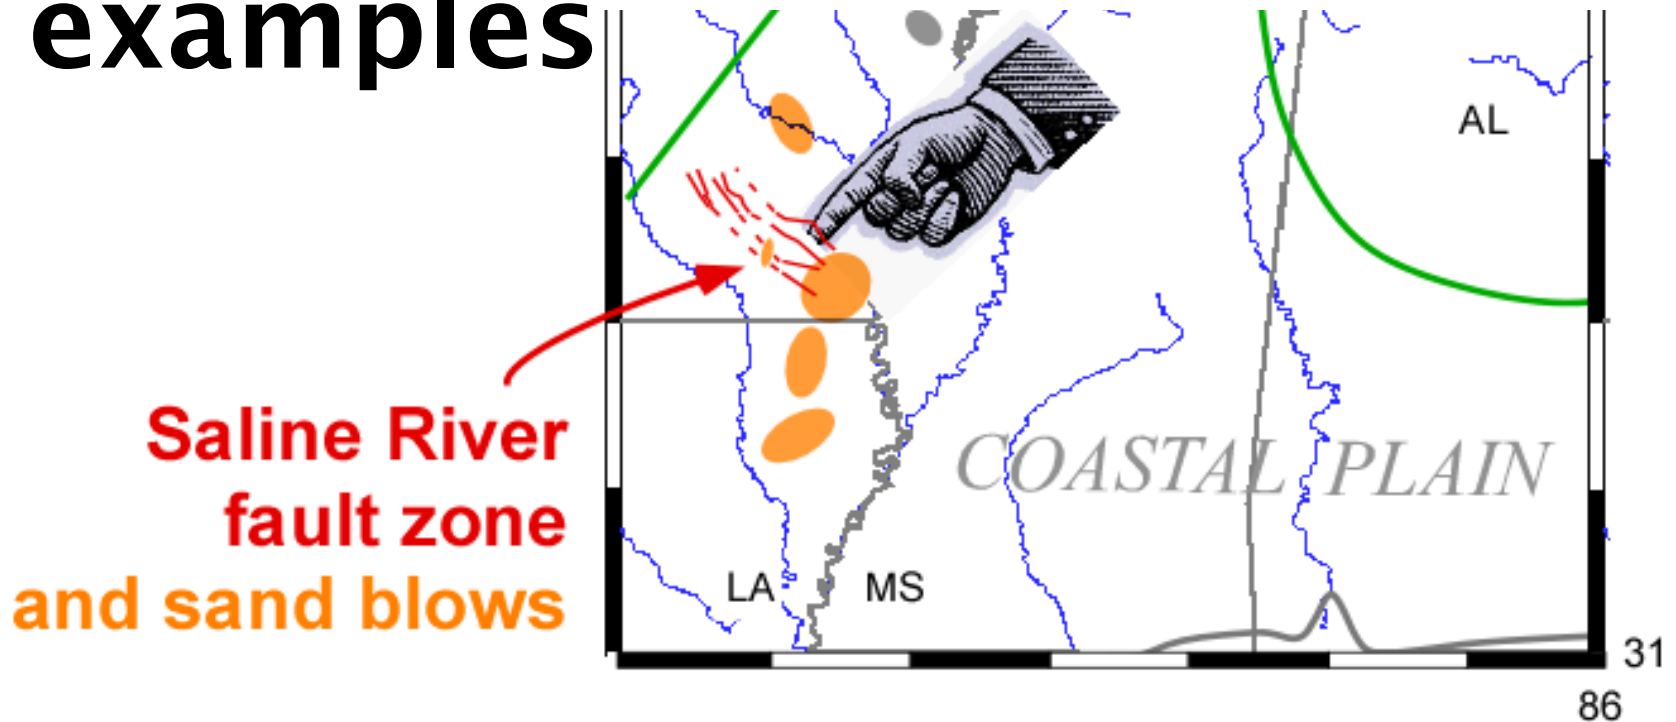 examples
AL
Saline River
fault zone
and sand blows
COASTAL PLAIN
LA
MS
31
86